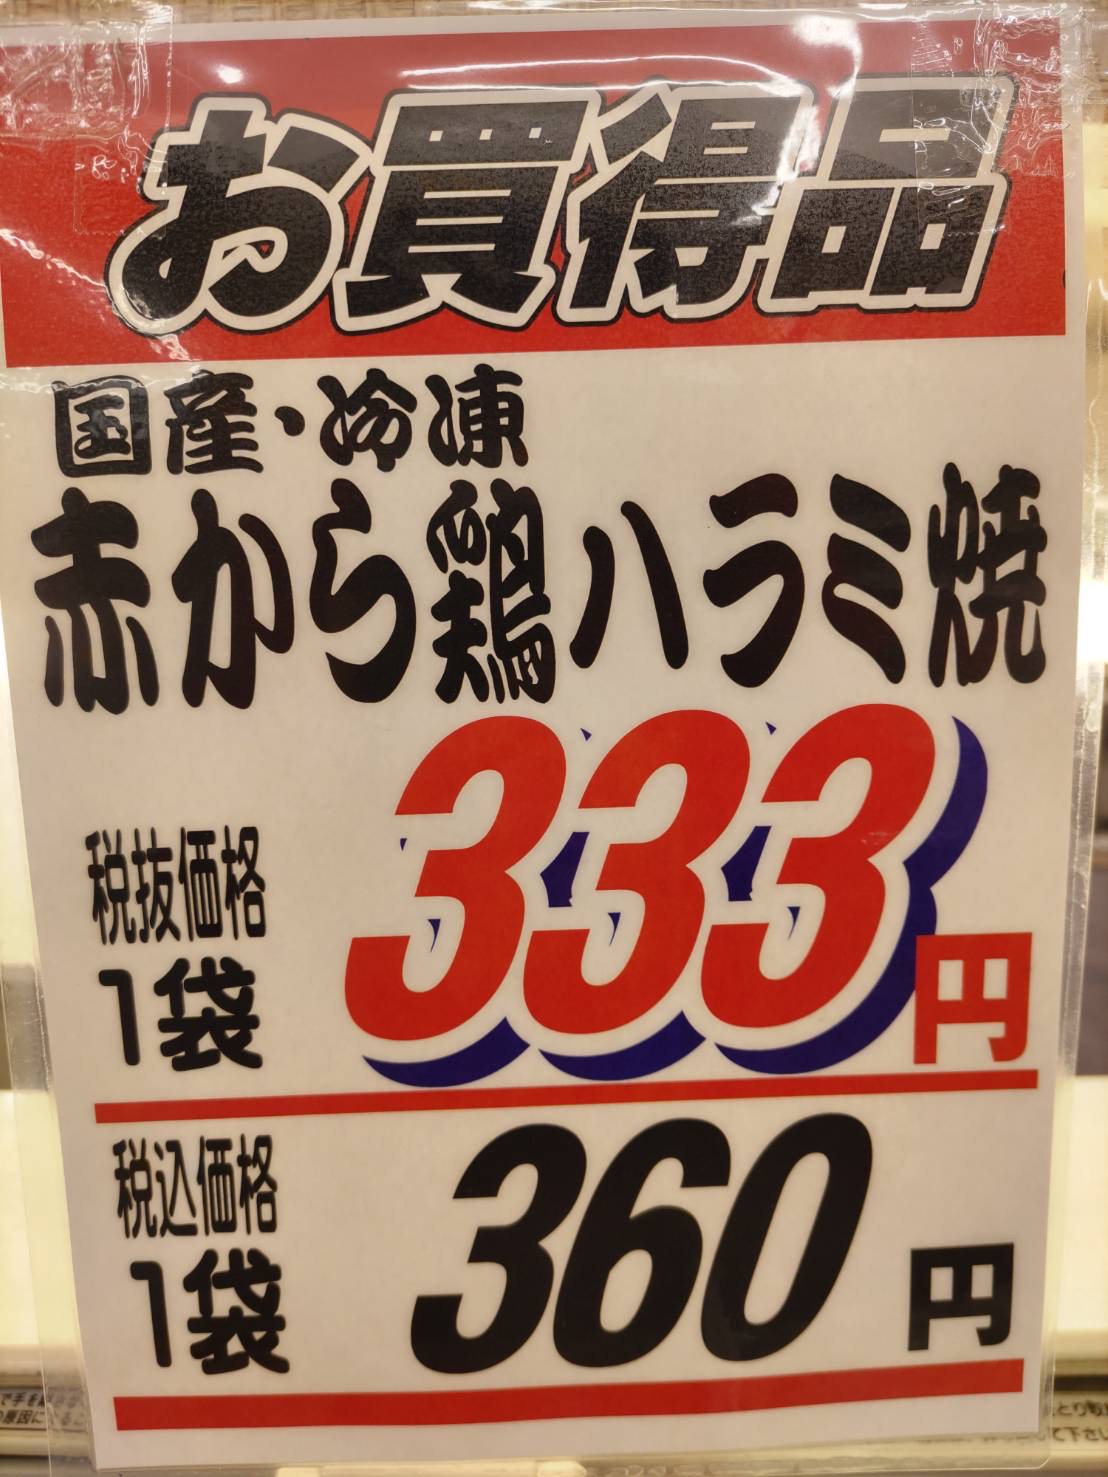 お買得品
国産・冷凍
赤から鶏ハラミ焼
税抜価格
1袋
333円
税込価格
1袋
360円